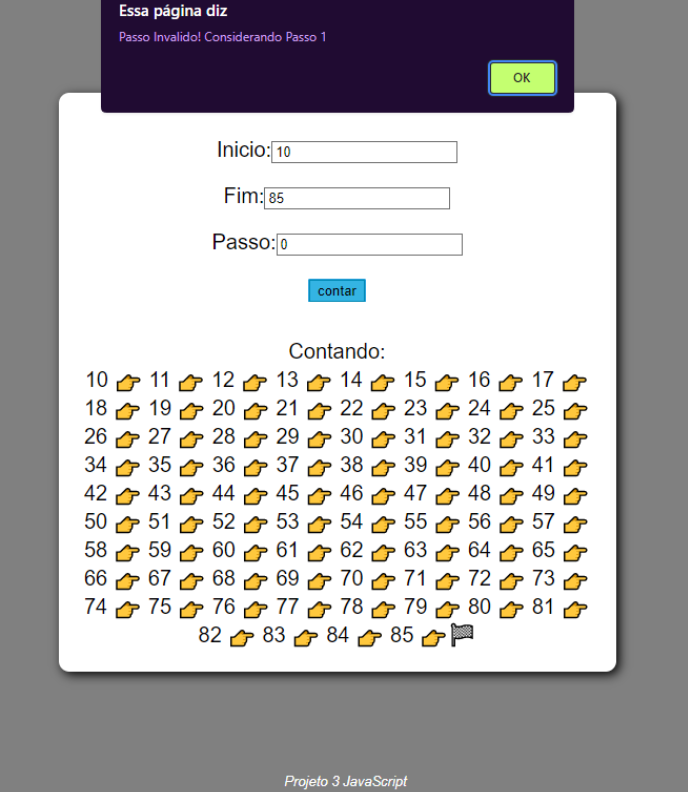 Essa página diz
Passo Invalido! Considerando Passo 1
OK
Inicio: 10
Fim: 85
Passo: 0
contar
Contando:
10 👉 11 👉 12 👉 13 👉 14 👉 15 👉 16 👉 17 👉
18 👉 19 👉 20 👉 21 👉 22 👉 23 👉 24 👉 25 👉
26 👉 27 👉 28 👉 29 👉 30 👉 31 👉 32 👉 33 👉
34 👉 35 👉 36 👉 37 👉 38 👉 39 👉 40 👉 41 👉
42 👉 43 👉 44 👉 45 👉 46 👉 47 👉 48 👉 49 👉
50 👉 51 👉 52 👉 53 👉 54 👉 55 👉 56 👉 57 👉
58 👉 59 👉 60 👉 61 👉 62 👉 63 👉 64 👉 65 👉
66 👉 67 👉 68 👉 69 👉 70 👉 71 👉 72 👉 73 👉
74 👉 75 👉 76 👉 77 👉 78 👉 79 👉 80 👉 81 👉
82 👉 83 👉 84 👉 85 👉🏁
Projeto 3 JavaScript